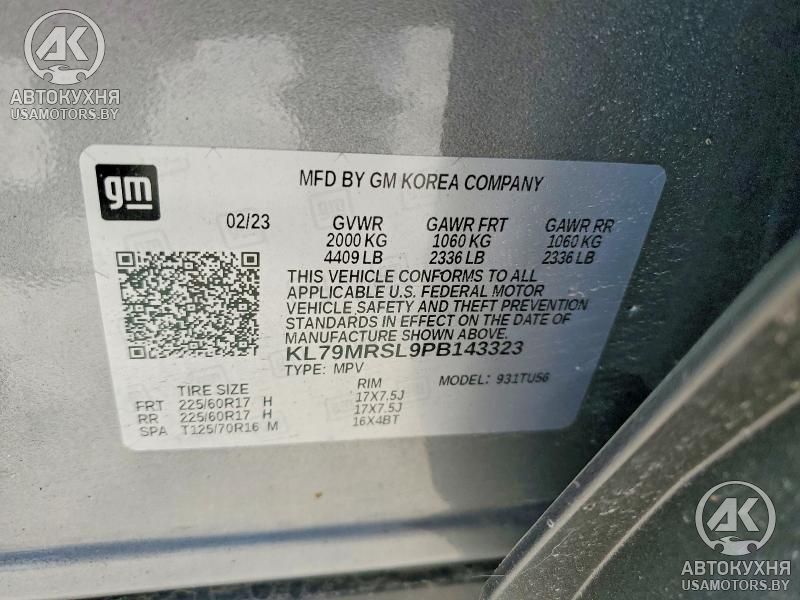 АК
АВТОКУХНЯ
USAMOTORS.BY
gm
MFD BY GM KOREA COMPANY
02/23 GVWR GAWR FRT GAWR RR
2000 KG 1060 KG 1060 KG
4409 LB 2336 LB 2336 LB
THIS VEHICLE CONFORMS TO ALL
APPLICABLE U.S. FEDERAL MOTOR
VEHICLE SAFETY AND THEFT PREVENTION
STANDARDS IN EFFECT ON THE DATE OF
MANUFACTURE SHOWN ABOVE.
KL79MRSL9PB143323
TYPE: MPV MODEL: 931TU56
TIRE SIZE RIM
FRT 225/60R17 H 17X7.5J
RR 225/60R17 H 17X7.5J
SPA T125/70R16 M 16X4BT
АК
АВТОКУХНЯ
USAMOTORS.BY